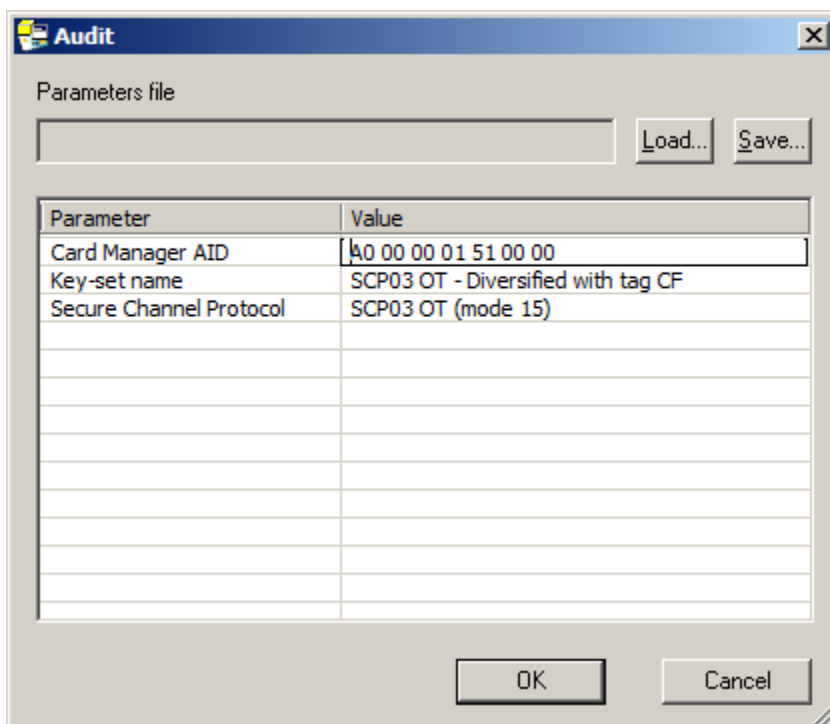 Audit
Parameters file
Load... Save...
Parameter Value
Card Manager AID A0 00 00 01 51 00 00
Key-set name SCP03 OT - Diversified with tag CF
Secure Channel Protocol SCP03 OT (mode 15)
OK Cancel